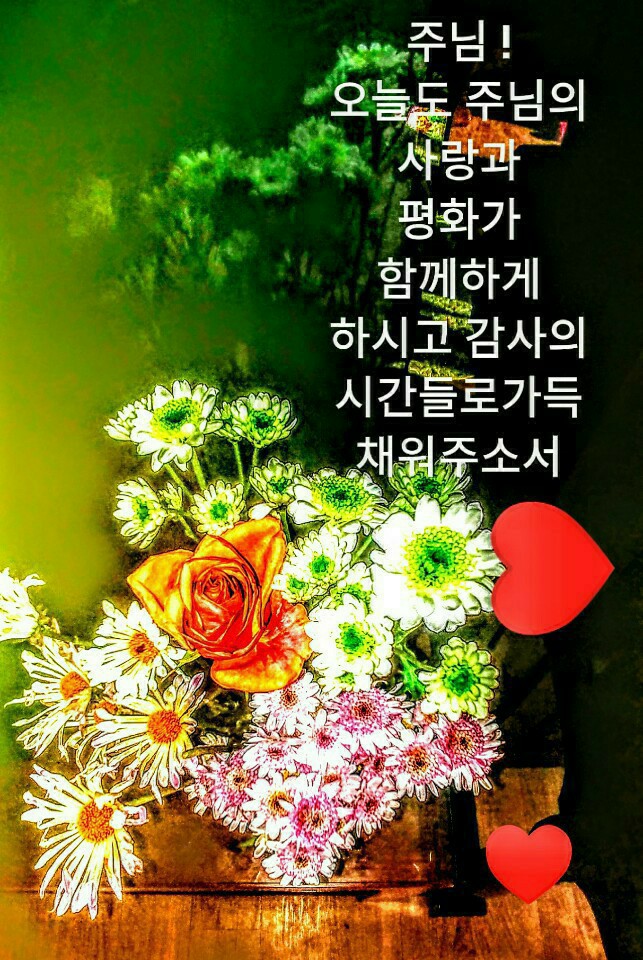 주님 !
오늘도 주님의
사랑과
평화가
함께하게
하시고 감사의
시간들로가득
채워주소서